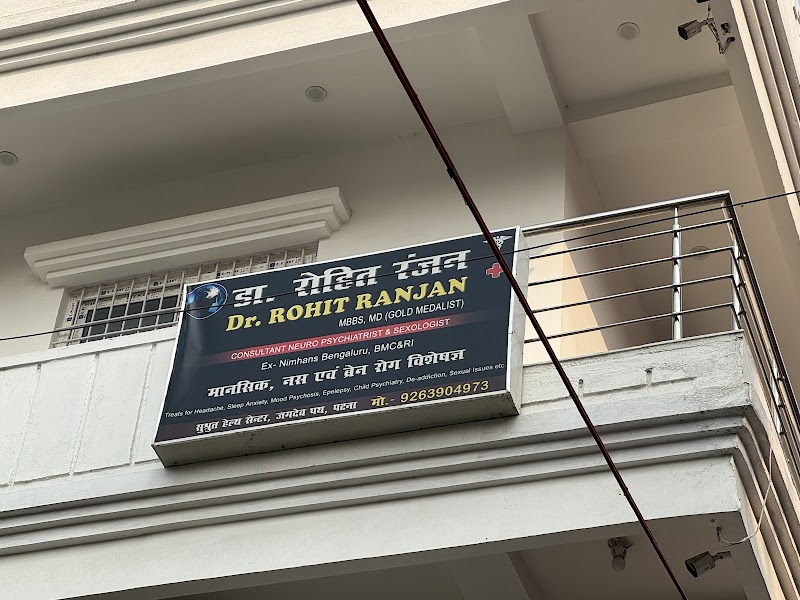 डा. रोहित रंजन
Dr. ROHIT RANJAN
MBBS, MD (GOLD MEDALIST)
CONSULTANT NEURO PSYCHIATRIST & SEXOLOGIST
Ex- Nimhans Bengaluru, BMC&RI
मानसिक, नस एवं ब्रेन रोग विशेषज्ञ
Treats for Headache, Sleep Anxiety, Mood Psychosis, Epelepsy, Child Psychiatry, De-addiction, Sexual Issues etc.
सुश्रुत हेल्थ सेन्टर, जगदेव पथ, पटना मो.- 9263904973